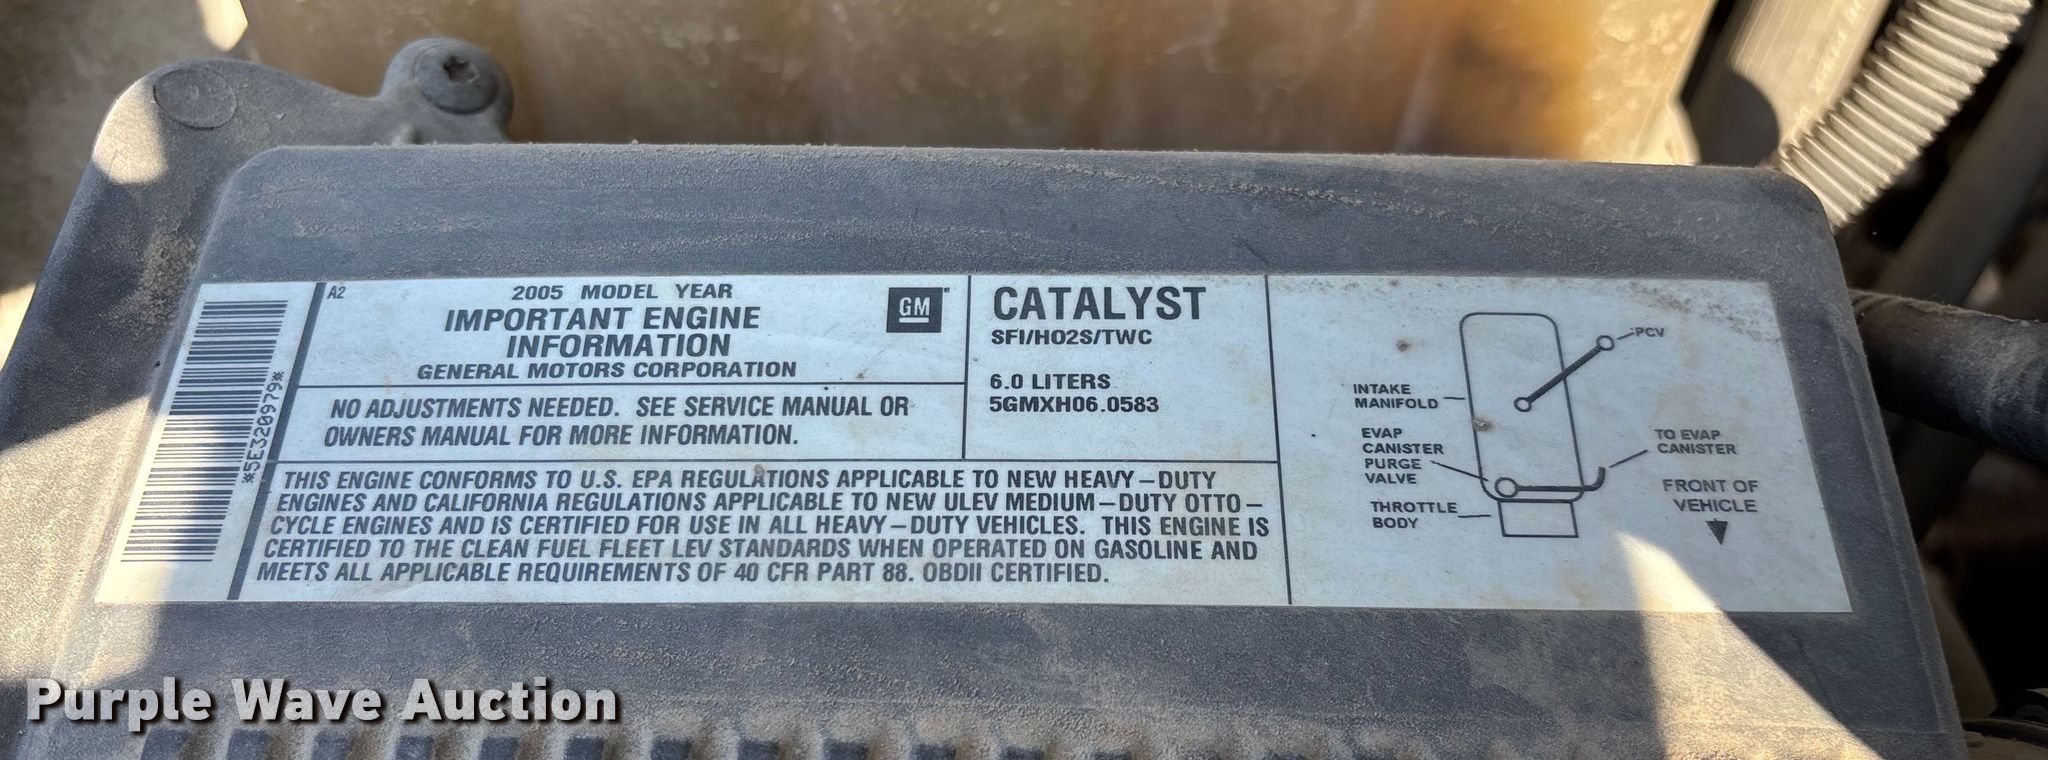 A2
2005 MODEL YEAR
IMPORTANT ENGINE
INFORMATION
GENERAL MOTORS CORPORATION
GM
NO ADJUSTMENTS NEEDED. SEE SERVICE MANUAL OR
OWNERS MANUAL FOR MORE INFORMATION.
CATALYST
SFI/HO2S/TWC
6.0 LITERS
5GMXH06.0583
THIS ENGINE CONFORMS TO U.S. EPA REGULATIONS APPLICABLE TO NEW HEAVY-DUTY
ENGINES AND CALIFORNIA REGULATIONS APPLICABLE TO NEW ULEV MEDIUM-DUTY OTTO-
CYCLE ENGINES AND IS CERTIFIED FOR USE IN ALL HEAVY-DUTY VEHICLES. THIS ENGINE IS
CERTIFIED TO THE CLEAN FUEL FLEET LEV STANDARDS WHEN OPERATED ON GASOLINE AND
MEETS ALL APPLICABLE REQUIREMENTS OF 40 CFR PART 88. OBDII CERTIFIED.
*5E320979*
PCV
INTAKE
MANIFOLD
EVAP
CANISTER
PURGE
VALVE
THROTTLE
BODY
TO EVAP
CANISTER
FRONT OF
VEHICLE
Purple Wave Auction